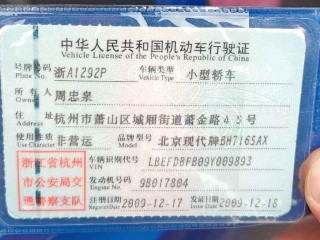 中华人民共和国机动车行驶证
Vehicle License of the People's Republic of China
号牌号码 浙A1292P 车辆类型 小型轿车
Plate No. Vehicle Type
所有人 周忠泉
Owner
住址 杭州市萧山区城厢街道萧金路45号
Address
使用性质 非营运 品牌型号 北京现代牌BH7165AX
Use Character Model
浙江省杭州市公安局交通警察支队
车辆识别代号 LBEFDBFB09Y009893
VIN
发动机号码 9B017804
Engine No.
注册日期 2009-12-17 发证日期 2009-12-18
Register Date Issue Date